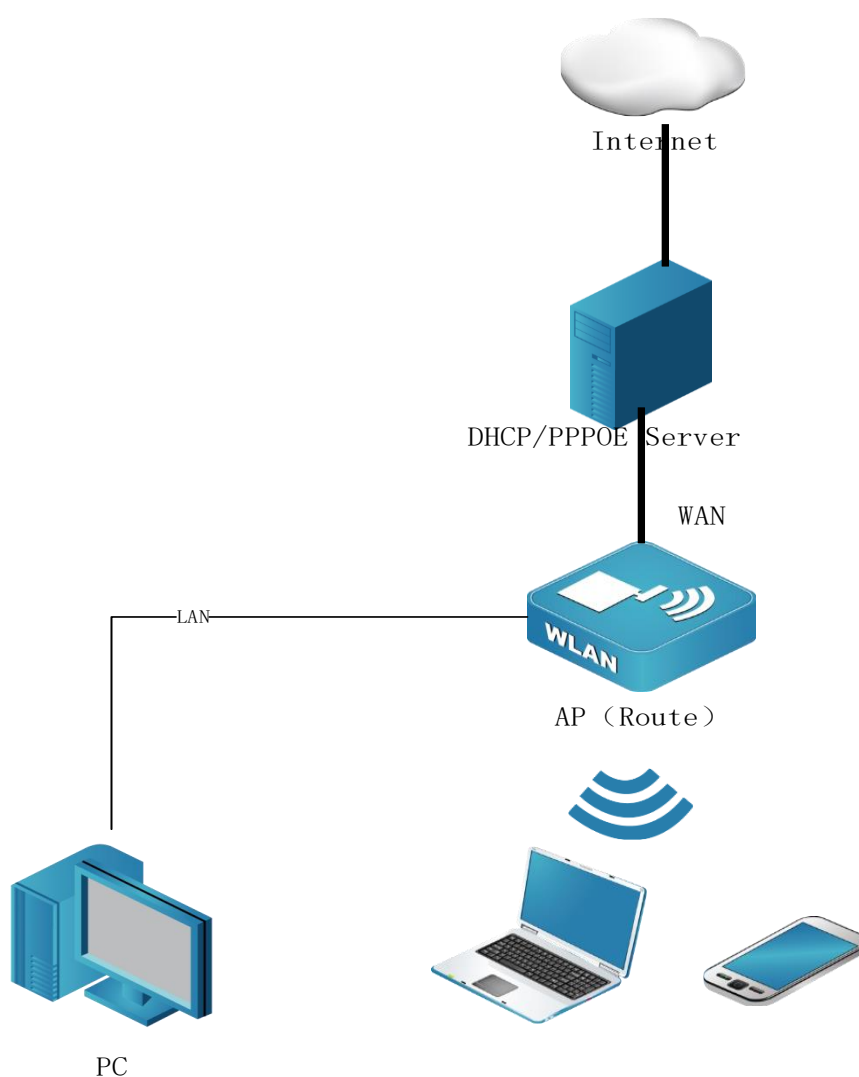 Internet
DHCP/PPPOE Server
WAN
LAN
WLAN
AP（Route）
PC